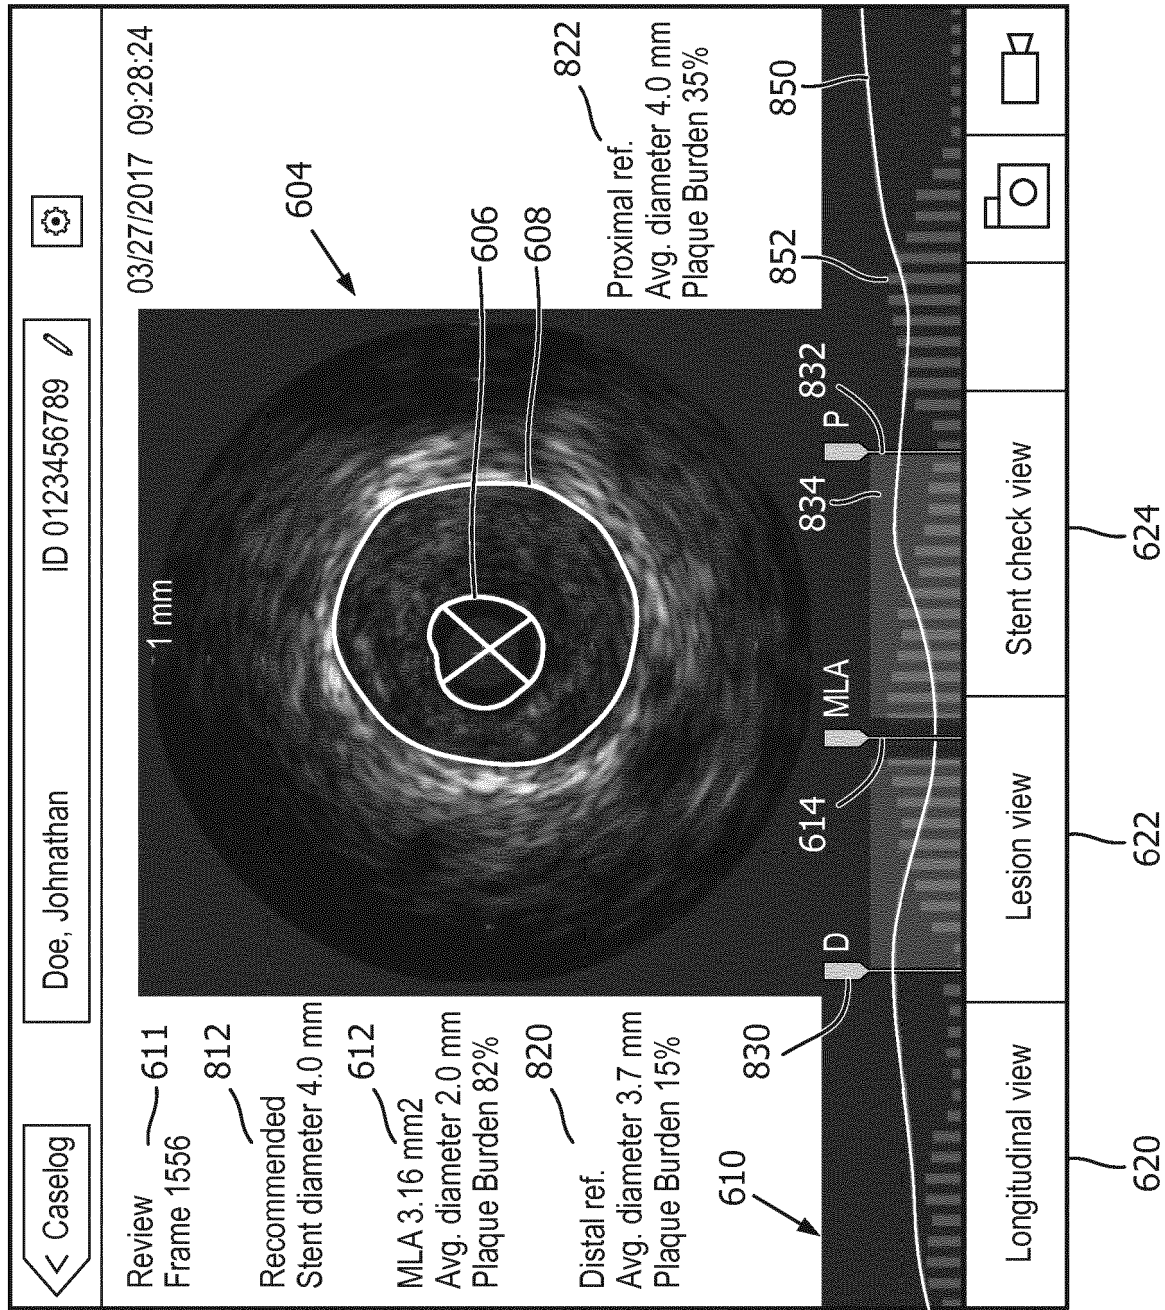 < Caselog
Doe, Johnathan
ID 0123456789
Review
Frame 1556
611
Recommended
Stent diameter 4.0 mm
812
MLA 3.16 mm2
Avg. diameter 2.0 mm
Plaque Burden 82%
612
Distal ref.
Avg. diameter 3.7 mm
Plaque Burden 15%
820
1 mm
03/27/2017 09:28:24
604
606
608
Proximal ref.
Avg. diameter 4.0 mm
Plaque Burden 35%
822
610
830
D
614
MLA
834
832
P
852
850
Longitudinal view
Lesion view
Stent check view
620
622
624